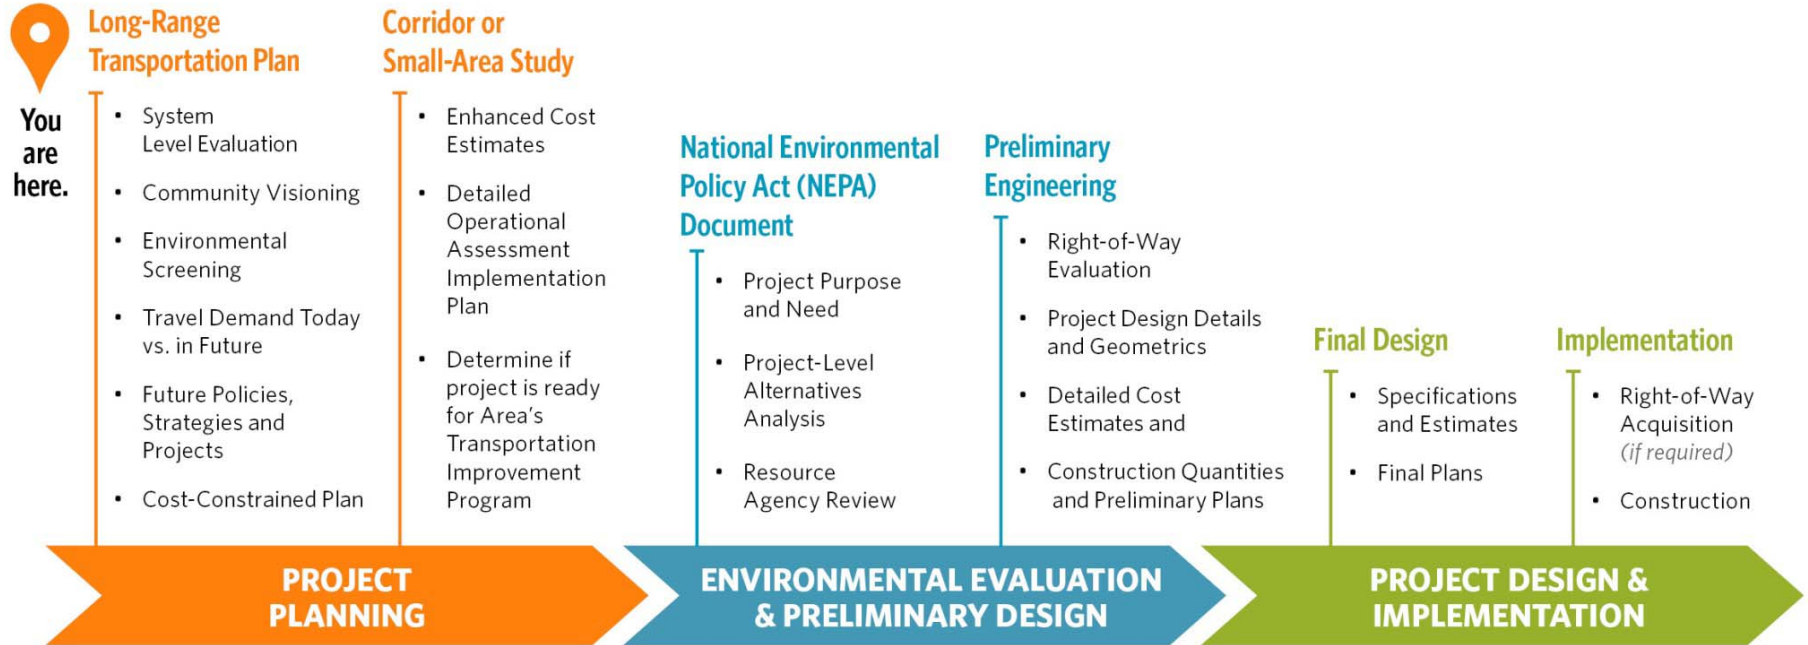 You
are
here.
Long-Range
Transportation Plan
• System
Level Evaluation
• Community Visioning
• Environmental
Screening
• Travel Demand Today
vs. in Future
• Future Policies,
Strategies and
Projects
• Cost-Constrained Plan
Corridor or
Small-Area Study
• Enhanced Cost
Estimates
• Detailed
Operational
Assessment
Implementation
Plan
• Determine if
project is ready
for Area's
Transportation
Improvement
Program
PROJECT
PLANNING
National Environmental
Policy Act (NEPA)
Document
• Project Purpose
and Need
• Project-Level
Alternatives
Analysis
• Resource
Agency Review
Preliminary
Engineering
• Right-of-Way
Evaluation
• Project Design Details
and Geometrics
• Detailed Cost
Estimates and
• Construction Quantities
and Preliminary Plans
ENVIRONMENTAL EVALUATION
& PRELIMINARY DESIGN
Final Design
• Specifications
and Estimates
• Final Plans
Implementation
• Right-of-Way
Acquisition
(if required)
• Construction
PROJECT DESIGN &
IMPLEMENTATION